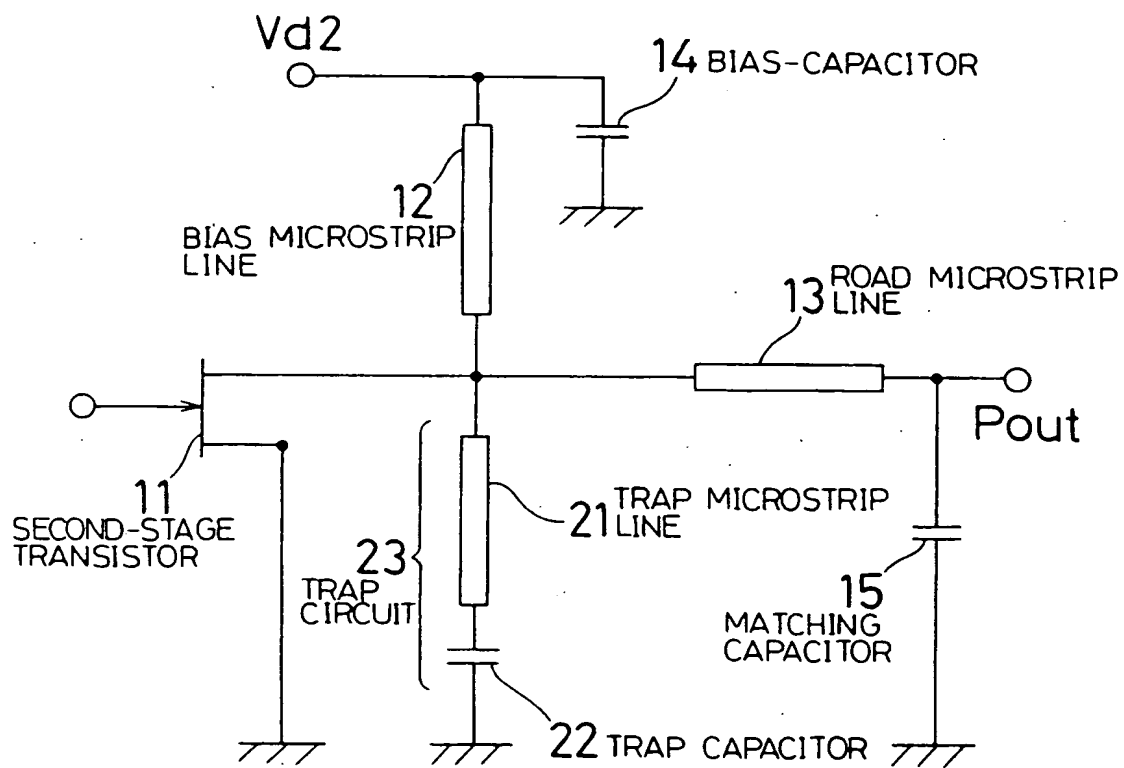 Vd2
14 BIAS-CAPACITOR
12
BIAS MICROSTRIP
LINE
13 ROAD MICROSTRIP
LINE
Pout
11
SECOND-STAGE
TRANSISTOR
21 TRAP MICROSTRIP
LINE
23
TRAP
CIRCUIT
15
MATCHING
CAPACITOR
22 TRAP CAPACITOR